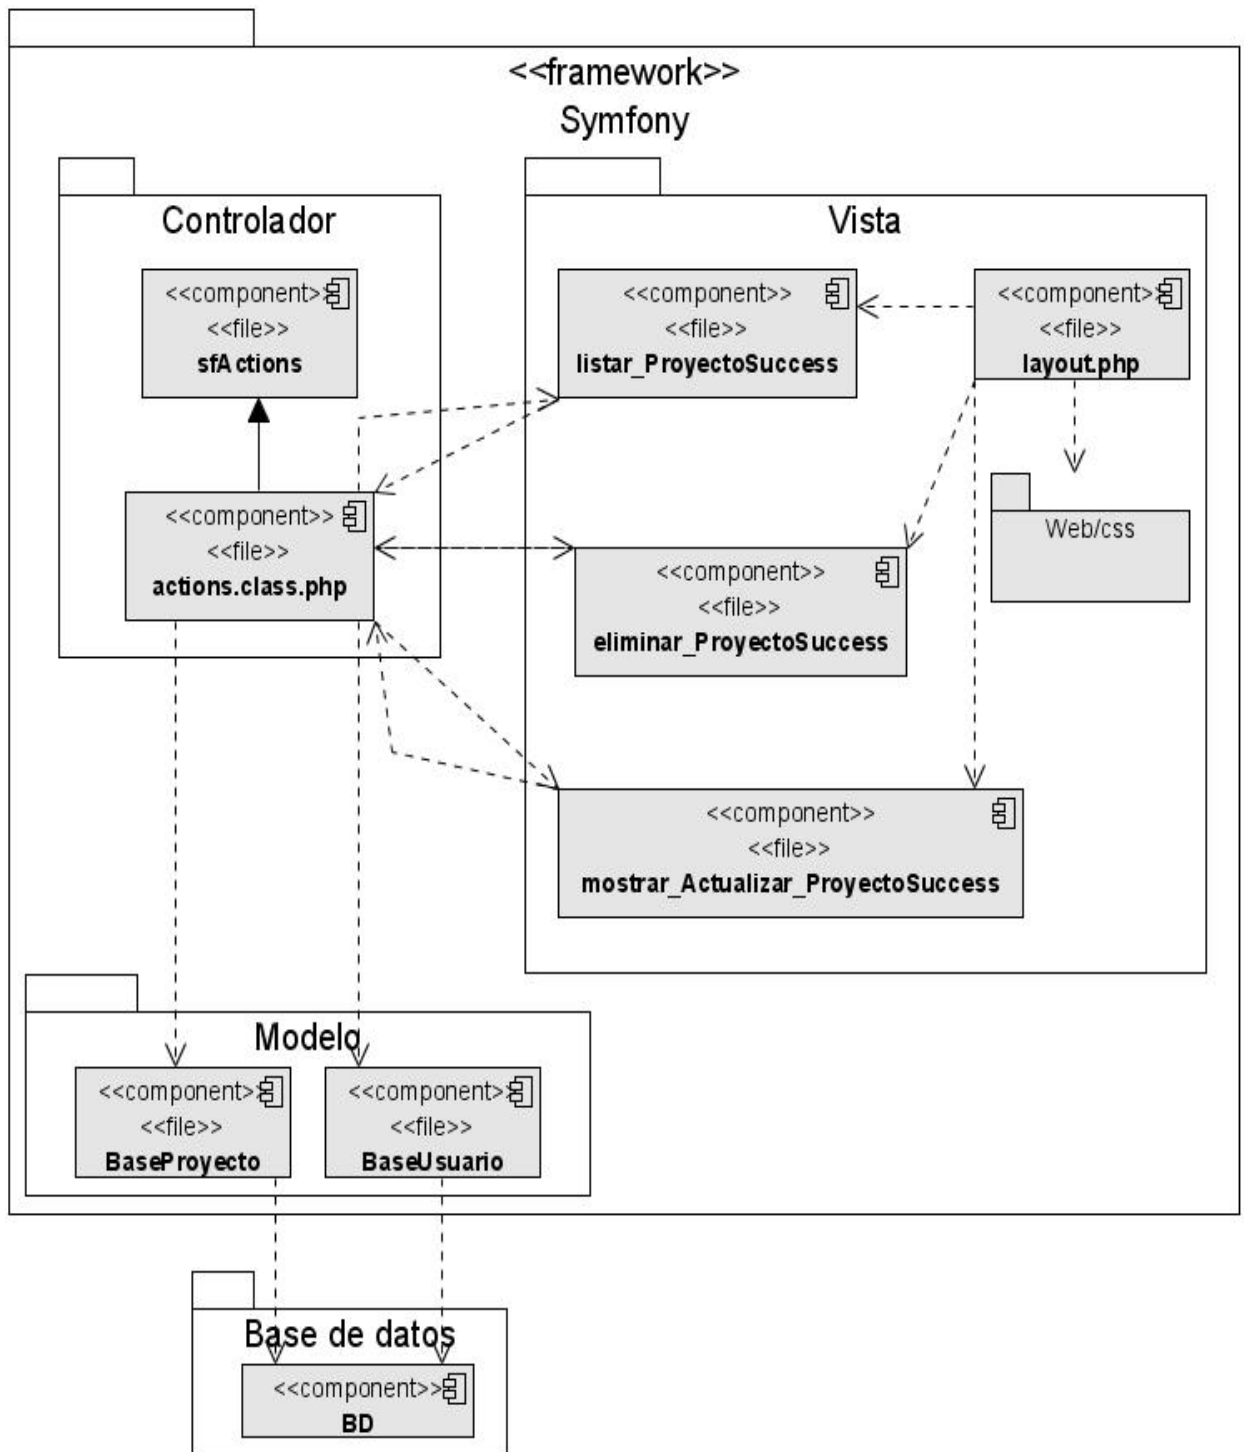 <<framework>>
Symfony
Controlador
<<component>>
<<file>>
sfActions
<<component>>
<<file>>
actions.class.php
Vista
<<component>>
<<file>>
listar_ProyectoSuccess
<<component>>
<<file>>
layout.php
Web/css
<<component>>
<<file>>
eliminar_ProyectoSuccess
<<component>>
<<file>>
mostrar_Actualizar_ProyectoSuccess
Modelo
<<component>>
<<file>>
BaseProyecto
<<component>>
<<file>>
BaseUsuario
Base de datos
<<component>>
BD